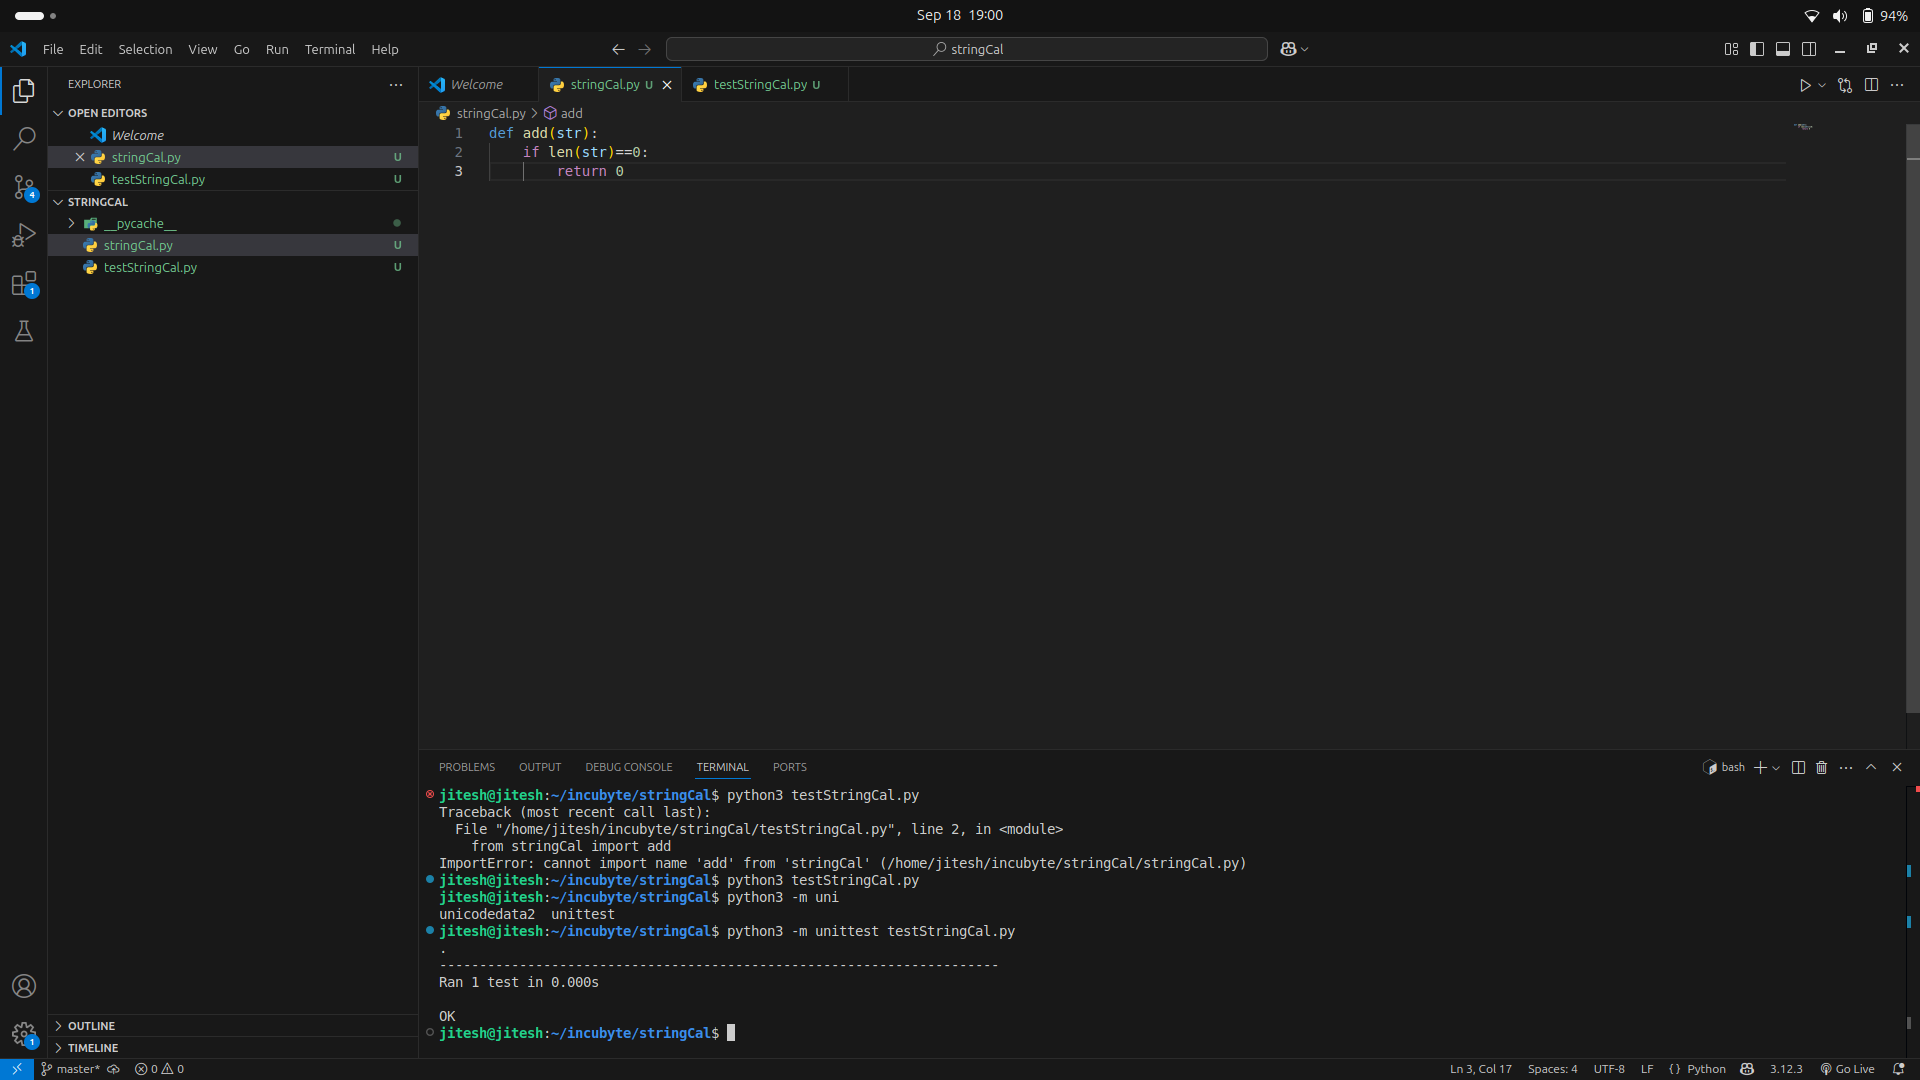 Sep 18 19:00
94%
File Edit Selection View Go Run Terminal Help
stringCal
EXPLORER
Welcome
stringCal.py U
testStringCal.py U
OPEN EDITORS
Welcome
stringCal.py U
testStringCal.py U
STRINGCAL
__pycache__
stringCal.py U
testStringCal.py U
4
1
stringCal.py > add
1 def add(str):
2 if len(str)==0:
3 return 0
PROBLEMS OUTPUT DEBUG CONSOLE TERMINAL PORTS
bash
jitesh@jitesh:~/incubyte/stringCal$ python3 testStringCal.py
Traceback (most recent call last):
File "/home/jitesh/incubyte/stringCal/testStringCal.py", line 2, in <module>
from stringCal import add
ImportError: cannot import name 'add' from 'stringCal' (/home/jitesh/incubyte/stringCal/stringCal.py)
jitesh@jitesh:~/incubyte/stringCal$ python3 testStringCal.py
jitesh@jitesh:~/incubyte/stringCal$ python3 -m uni
unicodedata2 unittest
jitesh@jitesh:~/incubyte/stringCal$ python3 -m unittest testStringCal.py
.
----------------------------------------------------------------------
Ran 1 test in 0.000s
OK
jitesh@jitesh:~/incubyte/stringCal$
OUTLINE
TIMELINE
1
master* 0 0
Ln 3, Col 17 Spaces: 4 UTF-8 LF {} Python 3.12.3 Go Live